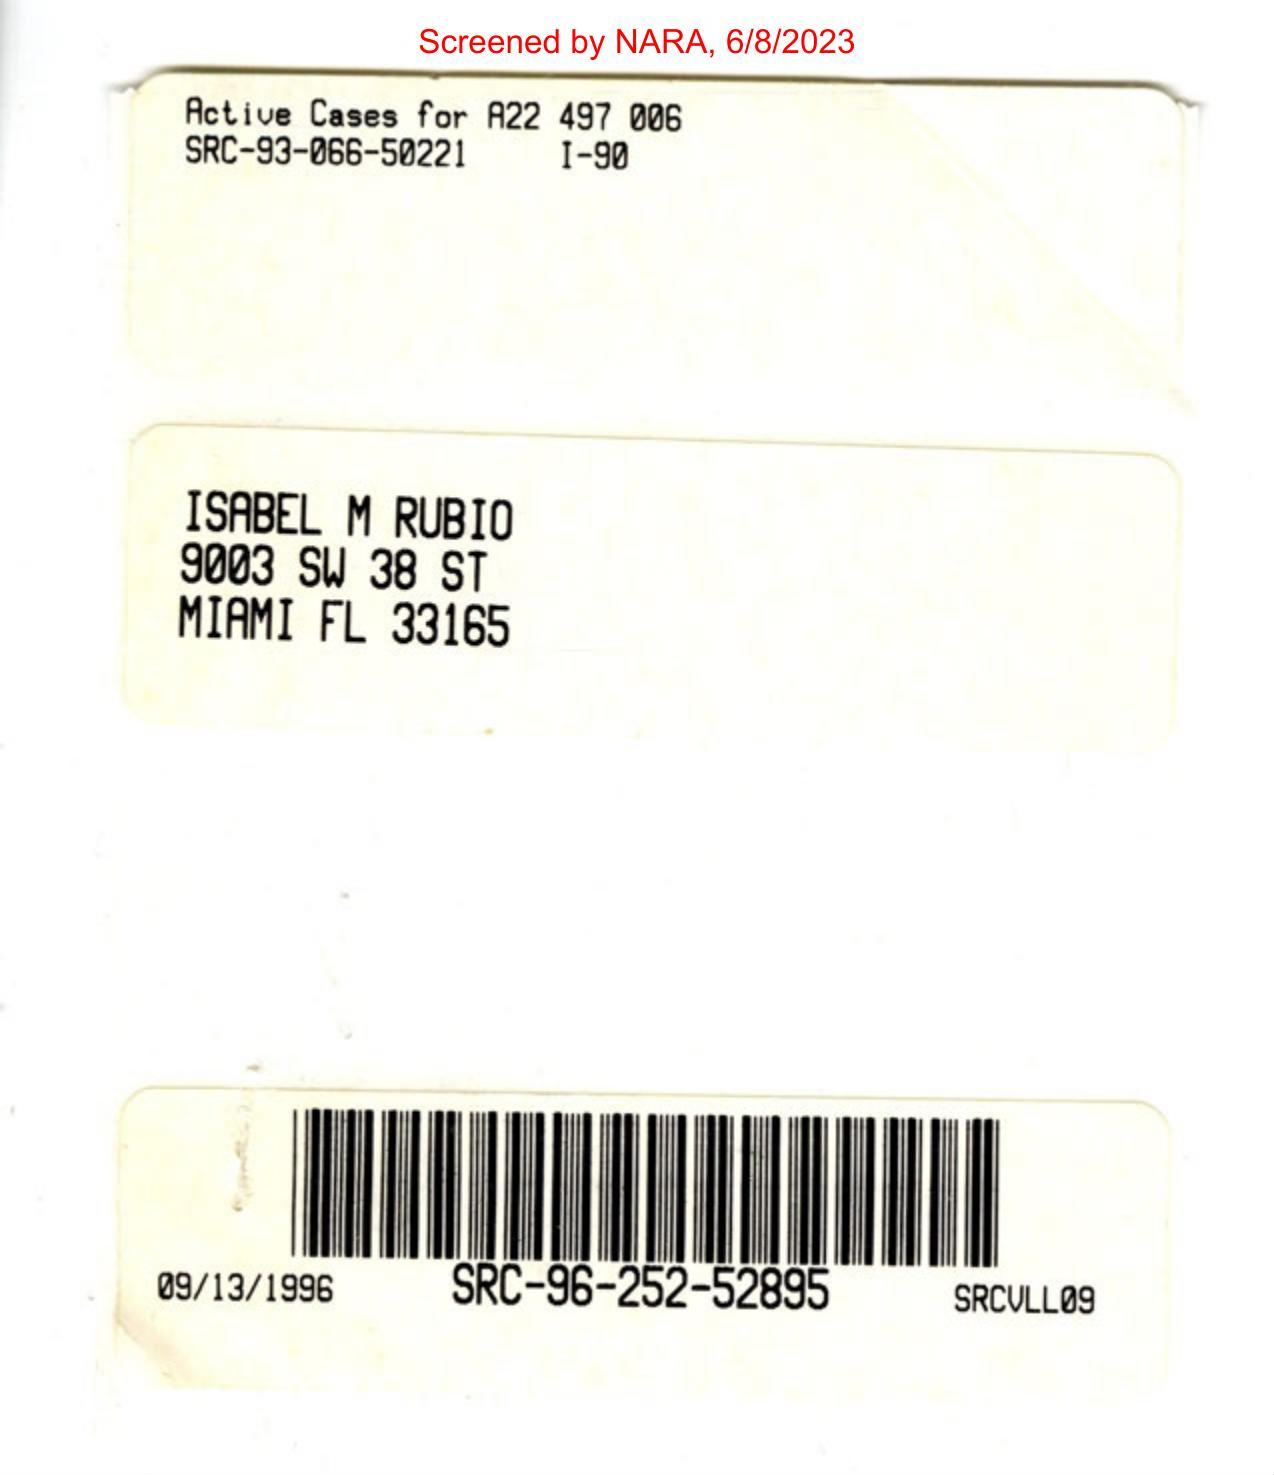 Screened by NARA, 6/8/2023
Active Cases for A22 497 006
SRC-93-066-50221 I-90
ISABEL M RUBIO
9003 SW 38 ST
MIAMI FL 33165
09/13/1996 SRC-96-252-52895 SRCVLL09